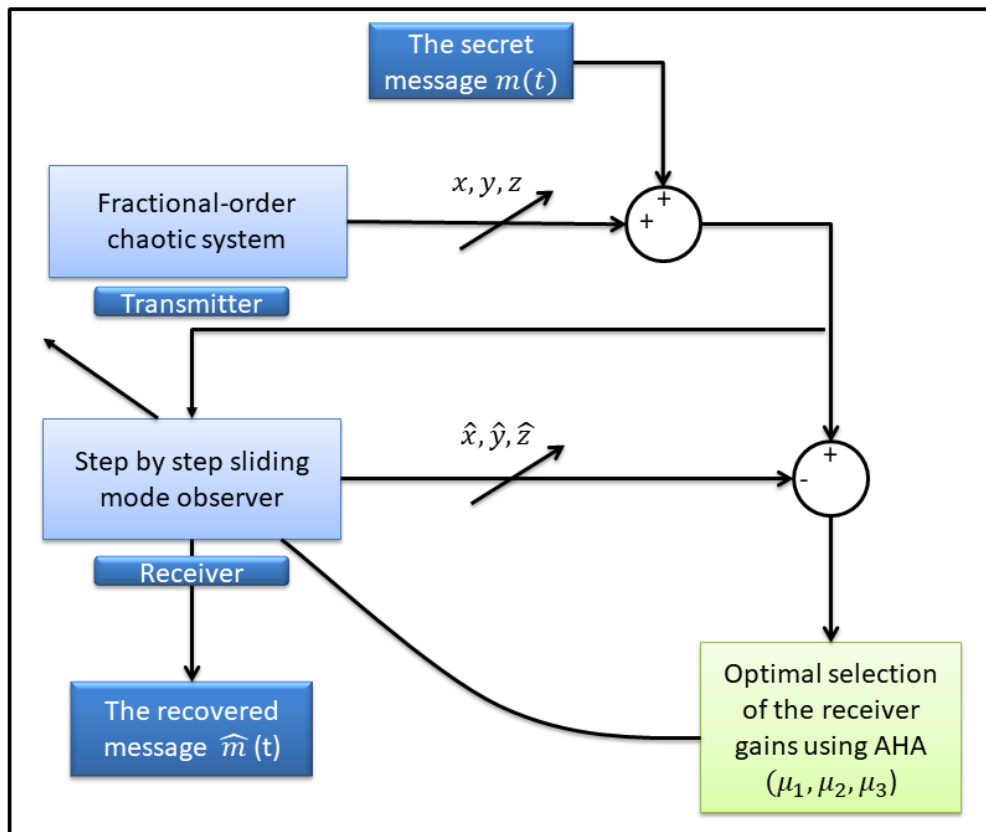 The secret
message m(t)
x, y, z
+
+
Fractional-order
chaotic system
Transmitter
x̂, ŷ, ẑ
+
-
Step by step sliding
mode observer
Receiver
The recovered
message m̂ (t)
Optimal selection
of the receiver
gains using AHA
(μ₁, μ₂, μ₃)